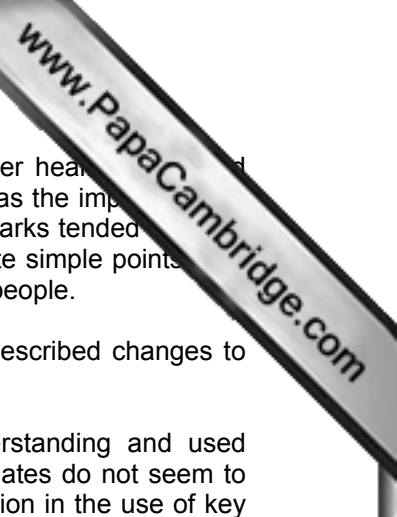 www.PapaCambridge.com
er hea
as the imp
arks tended
te simple points
people.
escribed changes to
erstanding and used
ates do not seem to
ion in the use of key